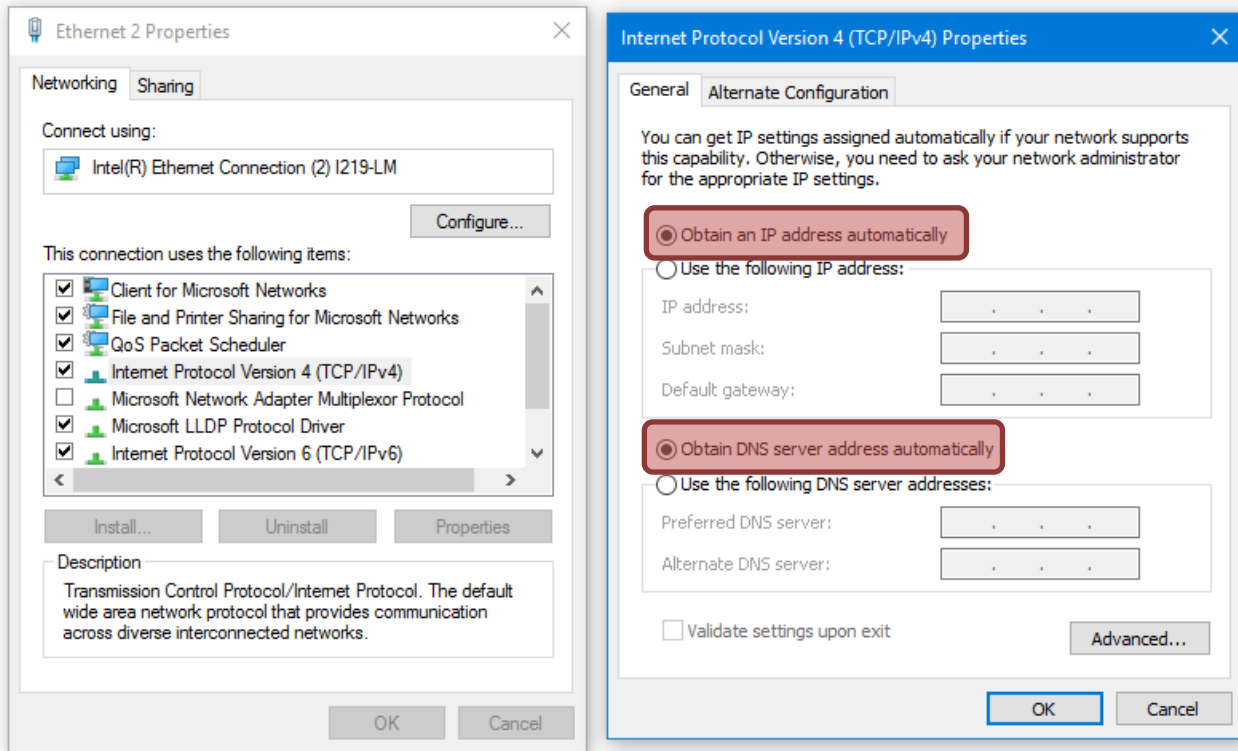 Ethernet 2 Properties
Networking
Sharing
Connect using:
Intel(R) Ethernet Connection (2) I219-LM
Configure...
This connection uses the following items:
Client for Microsoft Networks
File and Printer Sharing for Microsoft Networks
QoS Packet Scheduler
Internet Protocol Version 4 (TCP/IPv4)
Microsoft Network Adapter Multiplexor Protocol
Microsoft LLDP Protocol Driver
Internet Protocol Version 6 (TCP/IPv6)
Install...
Uninstall
Properties
Description
Transmission Control Protocol/Internet Protocol. The default
wide area network protocol that provides communication
across diverse interconnected networks.
OK
Cancel
Internet Protocol Version 4 (TCP/IPv4) Properties
General
Alternate Configuration
You can get IP settings assigned automatically if your network supports
this capability. Otherwise, you need to ask your network administrator
for the appropriate IP settings.
Obtain an IP address automatically
Use the following IP address:
IP address:
Subnet mask:
Default gateway:
Obtain DNS server address automatically
Use the following DNS server addresses:
Preferred DNS server:
Alternate DNS server:
Validate settings upon exit
Advanced...
OK
Cancel